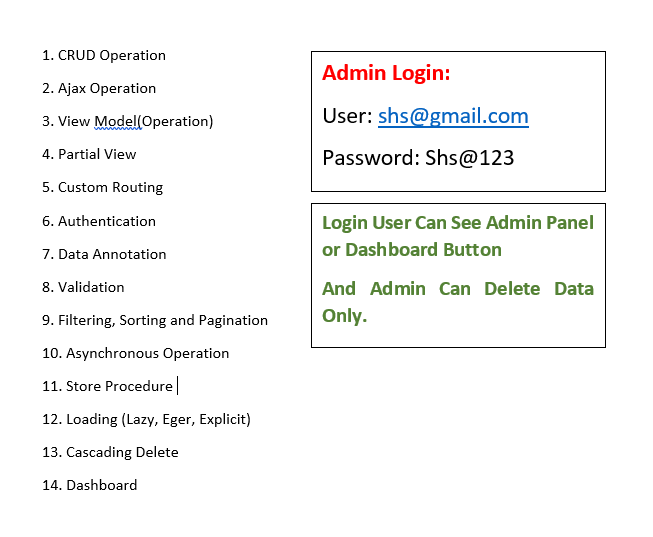 1. CRUD Operation
2. Ajax Operation
3. View Model(Operation)
4. Partial View
5. Custom Routing
6. Authentication
7. Data Annotation
8. Validation
9. Filtering, Sorting and Pagination
10. Asynchronous Operation
11. Store Procedure
12. Loading (Lazy, Eger, Explicit)
13. Cascading Delete
14. Dashboard
Admin Login:
User: shs@gmail.com
Password: Shs@123
Login User Can See Admin Panel
or Dashboard Button
And Admin Can Delete Data
Only.